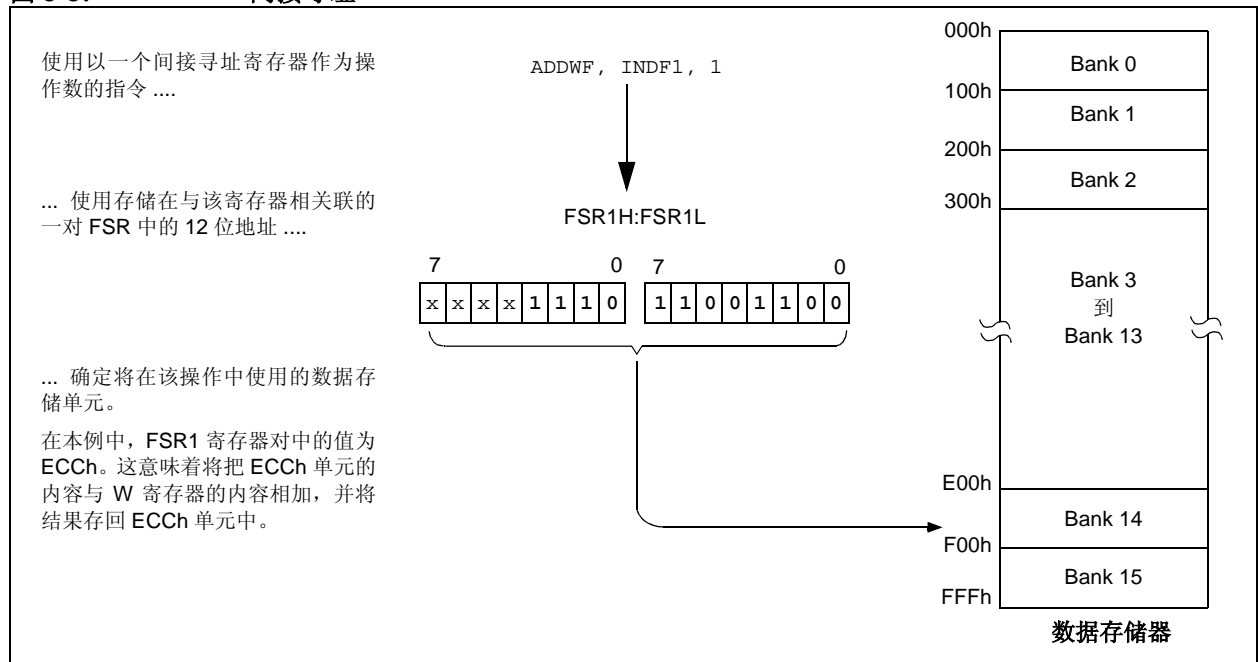 使用以一个间接寻址寄存器作为操
作数的指令 ....
ADDWF, INDF1, 1
... 使用存储在与该寄存器相关联的
一对 FSR 中的 12 位地址 ....
FSR1H:FSR1L
7 0 7 0
x x x x 1 1 1 0 1 1 0 0 1 1 0 0
... 确定将在该操作中使用的数据存
储单元。
在本例中，FSR1 寄存器对中的值为
ECCh。这意味着将把 ECCh 单元的
内容与 W 寄存器的内容相加，并将
结果存回 ECCh 单元中。
000h
Bank 0
100h
Bank 1
200h
Bank 2
300h
Bank 3
到
Bank 13
E00h
Bank 14
F00h
Bank 15
FFFh
数据存储器